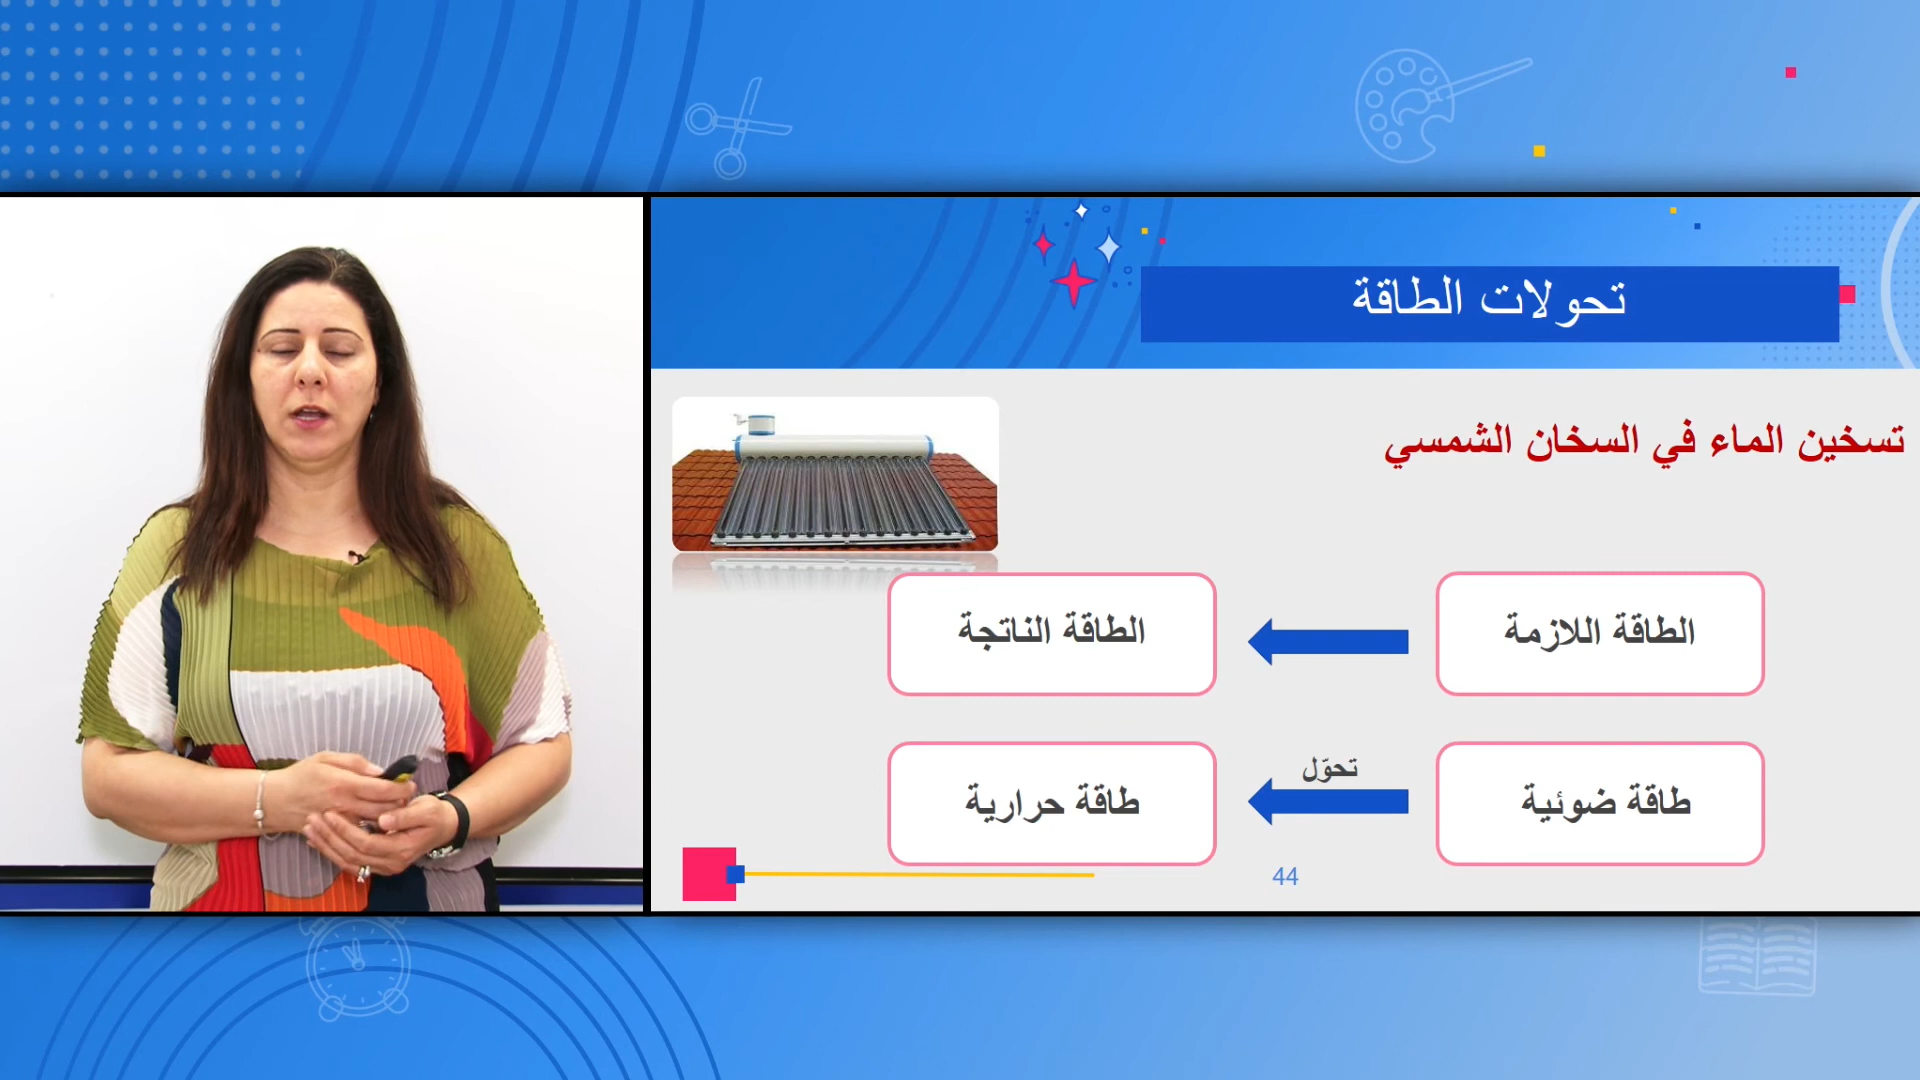 تحولات الطاقة
تسخين الماء في السخان الشمسي
الطاقة اللازمة
الطاقة الناتجة
طاقة ضوئية
تحوّل
طاقة حرارية
44